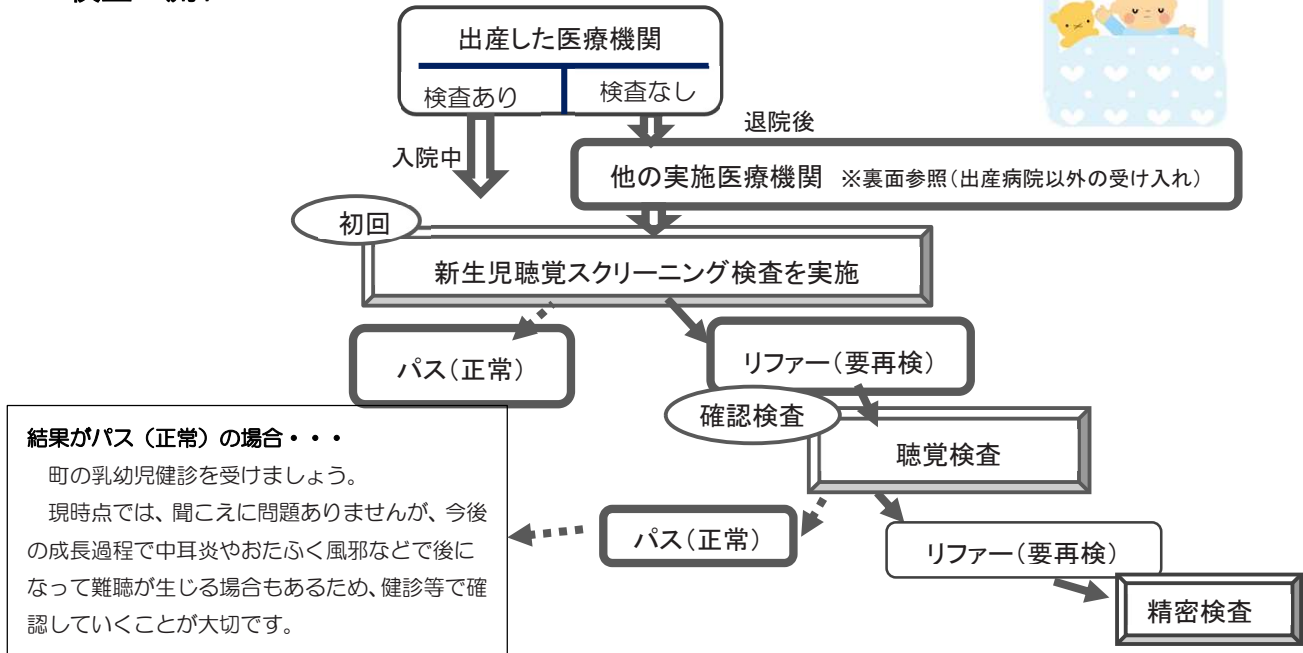 出産した医療機関
検査あり
検査なし
退院後
入院中
他の実施医療機関 ※裏面参照(出産病院以外の受け入れ)
初回
新生児聴覚スクリーニング検査を実施
パス(正常)
リファー(要再検)
確認検査
聴覚検査
結果がパス（正常）の場合・・・
町の乳幼児健診を受けましょう。
現時点では、聞こえに問題ありませんが、今後
の成長過程で中耳炎やおたふく風邪などで後に
なって難聴が生じる場合もあるため、健診等で確
認していくことが大切です。
パス(正常)
リファー(要再検)
精密検査